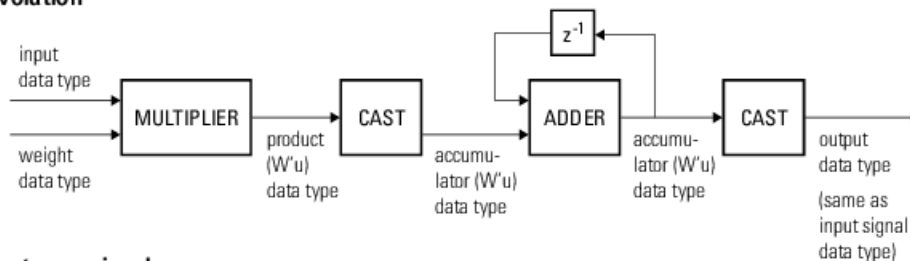 input
data type
weight
data type
MULTIPLIER
product
(W'u)
data type
CAST
accumu-
lator (W'u)
data type
z-1
ADDER
accumu-
lator (W'u)
data type
CAST
output
data type
(same as
input signal
data type)